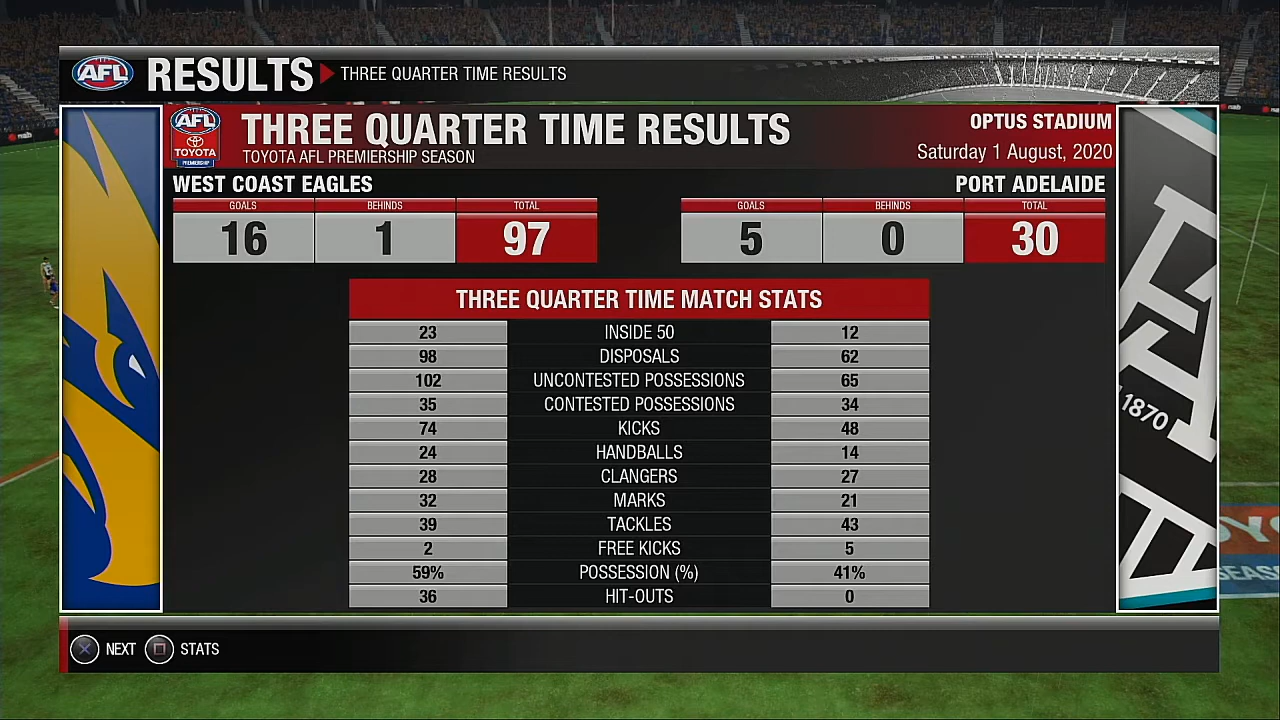 AFL RESULTS THREE QUARTER TIME RESULTS
AFL TOYOTA PREMIERSHIP
THREE QUARTER TIME RESULTS
TOYOTA AFL PREMIERSHIP SEASON
OPTUS STADIUM
Saturday 1 August, 2020
WEST COAST EAGLES PORT ADELAIDE
GOALS BEHINDS TOTAL GOALS BEHINDS TOTAL
16 1 97 5 0 30
THREE QUARTER TIME MATCH STATS
23 INSIDE 50 12
98 DISPOSALS 62
102 UNCONTESTED POSSESSIONS 65
35 CONTESTED POSSESSIONS 34
74 KICKS 48
24 HANDBALLS 14
28 CLANGERS 27
32 MARKS 21
39 TACKLES 43
2 FREE KICKS 5
59% POSSESSION (%) 41%
36 HIT-OUTS 0
1870
NEXT STATS